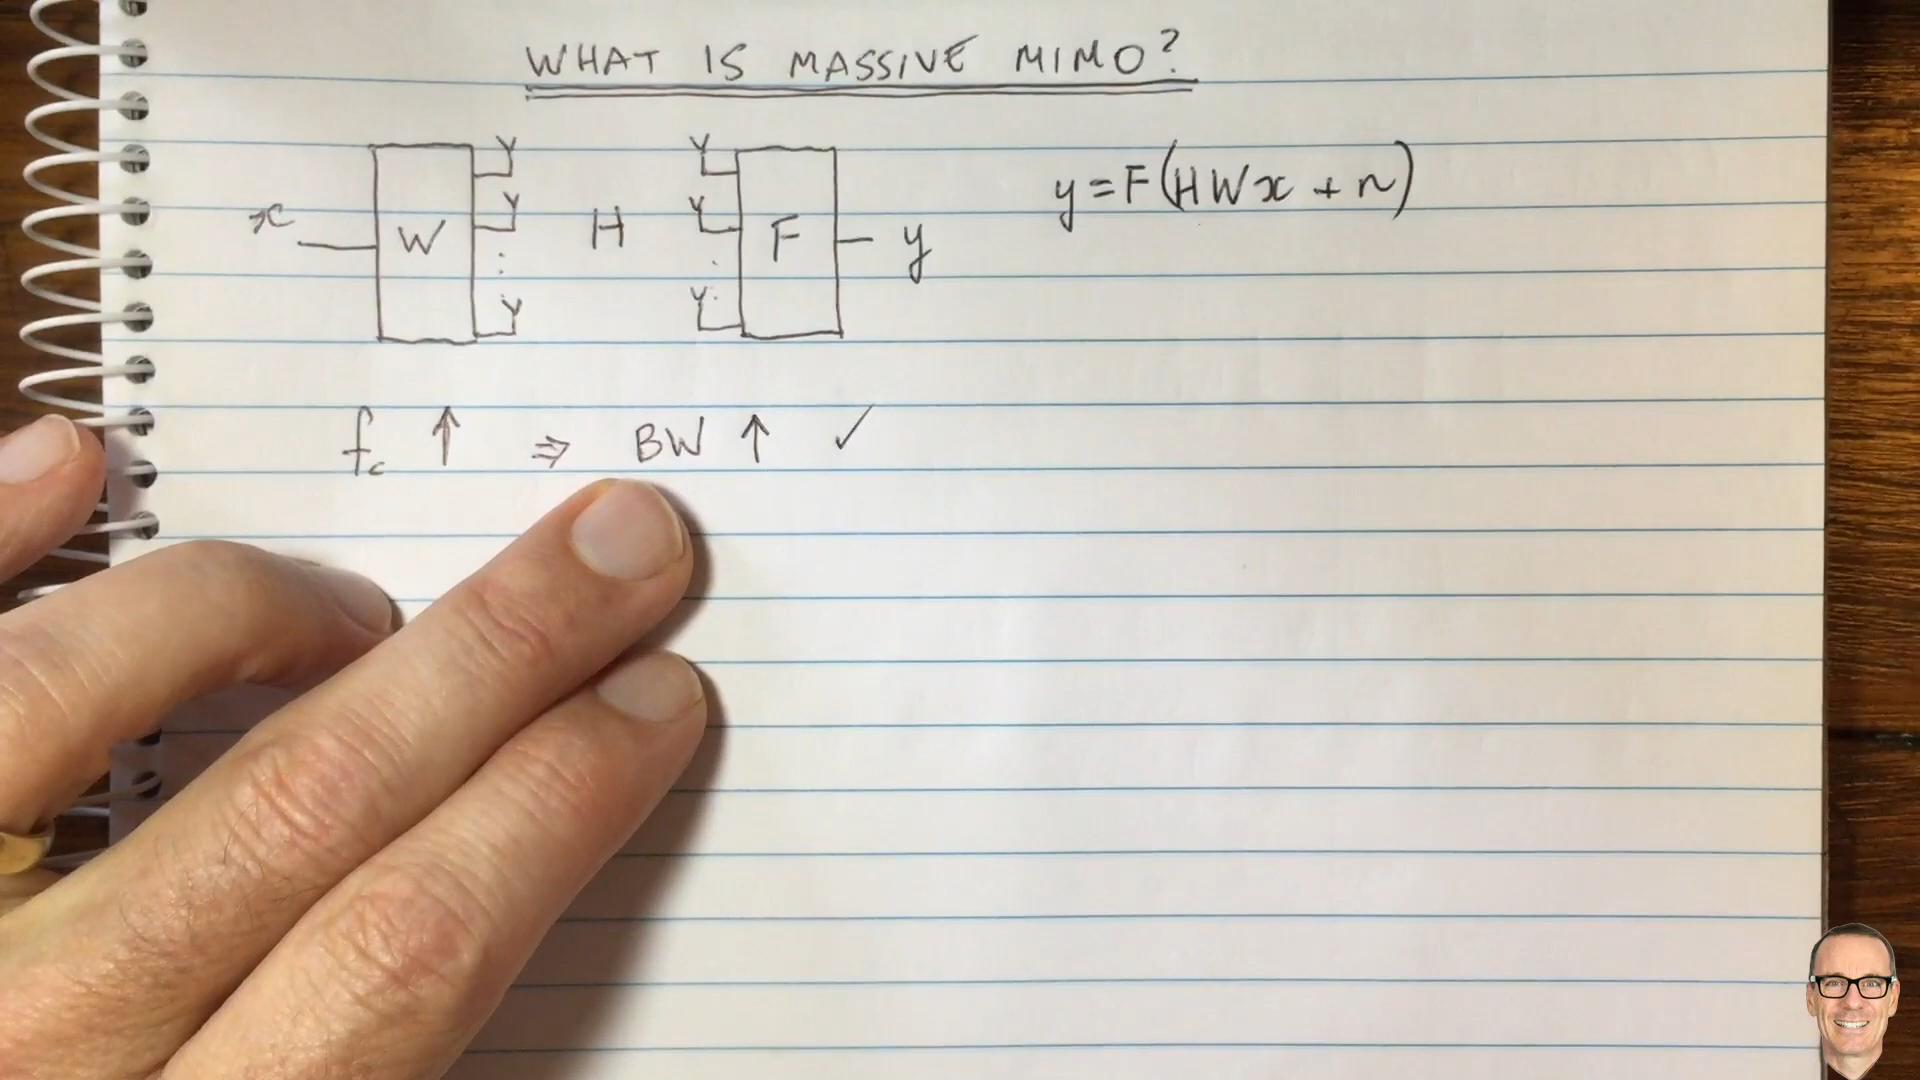 WHAT IS MASSIVE MIMO?
x W H F y
y = F(HWx + n)
fc ↑ ⇒ BW ↑ ✓